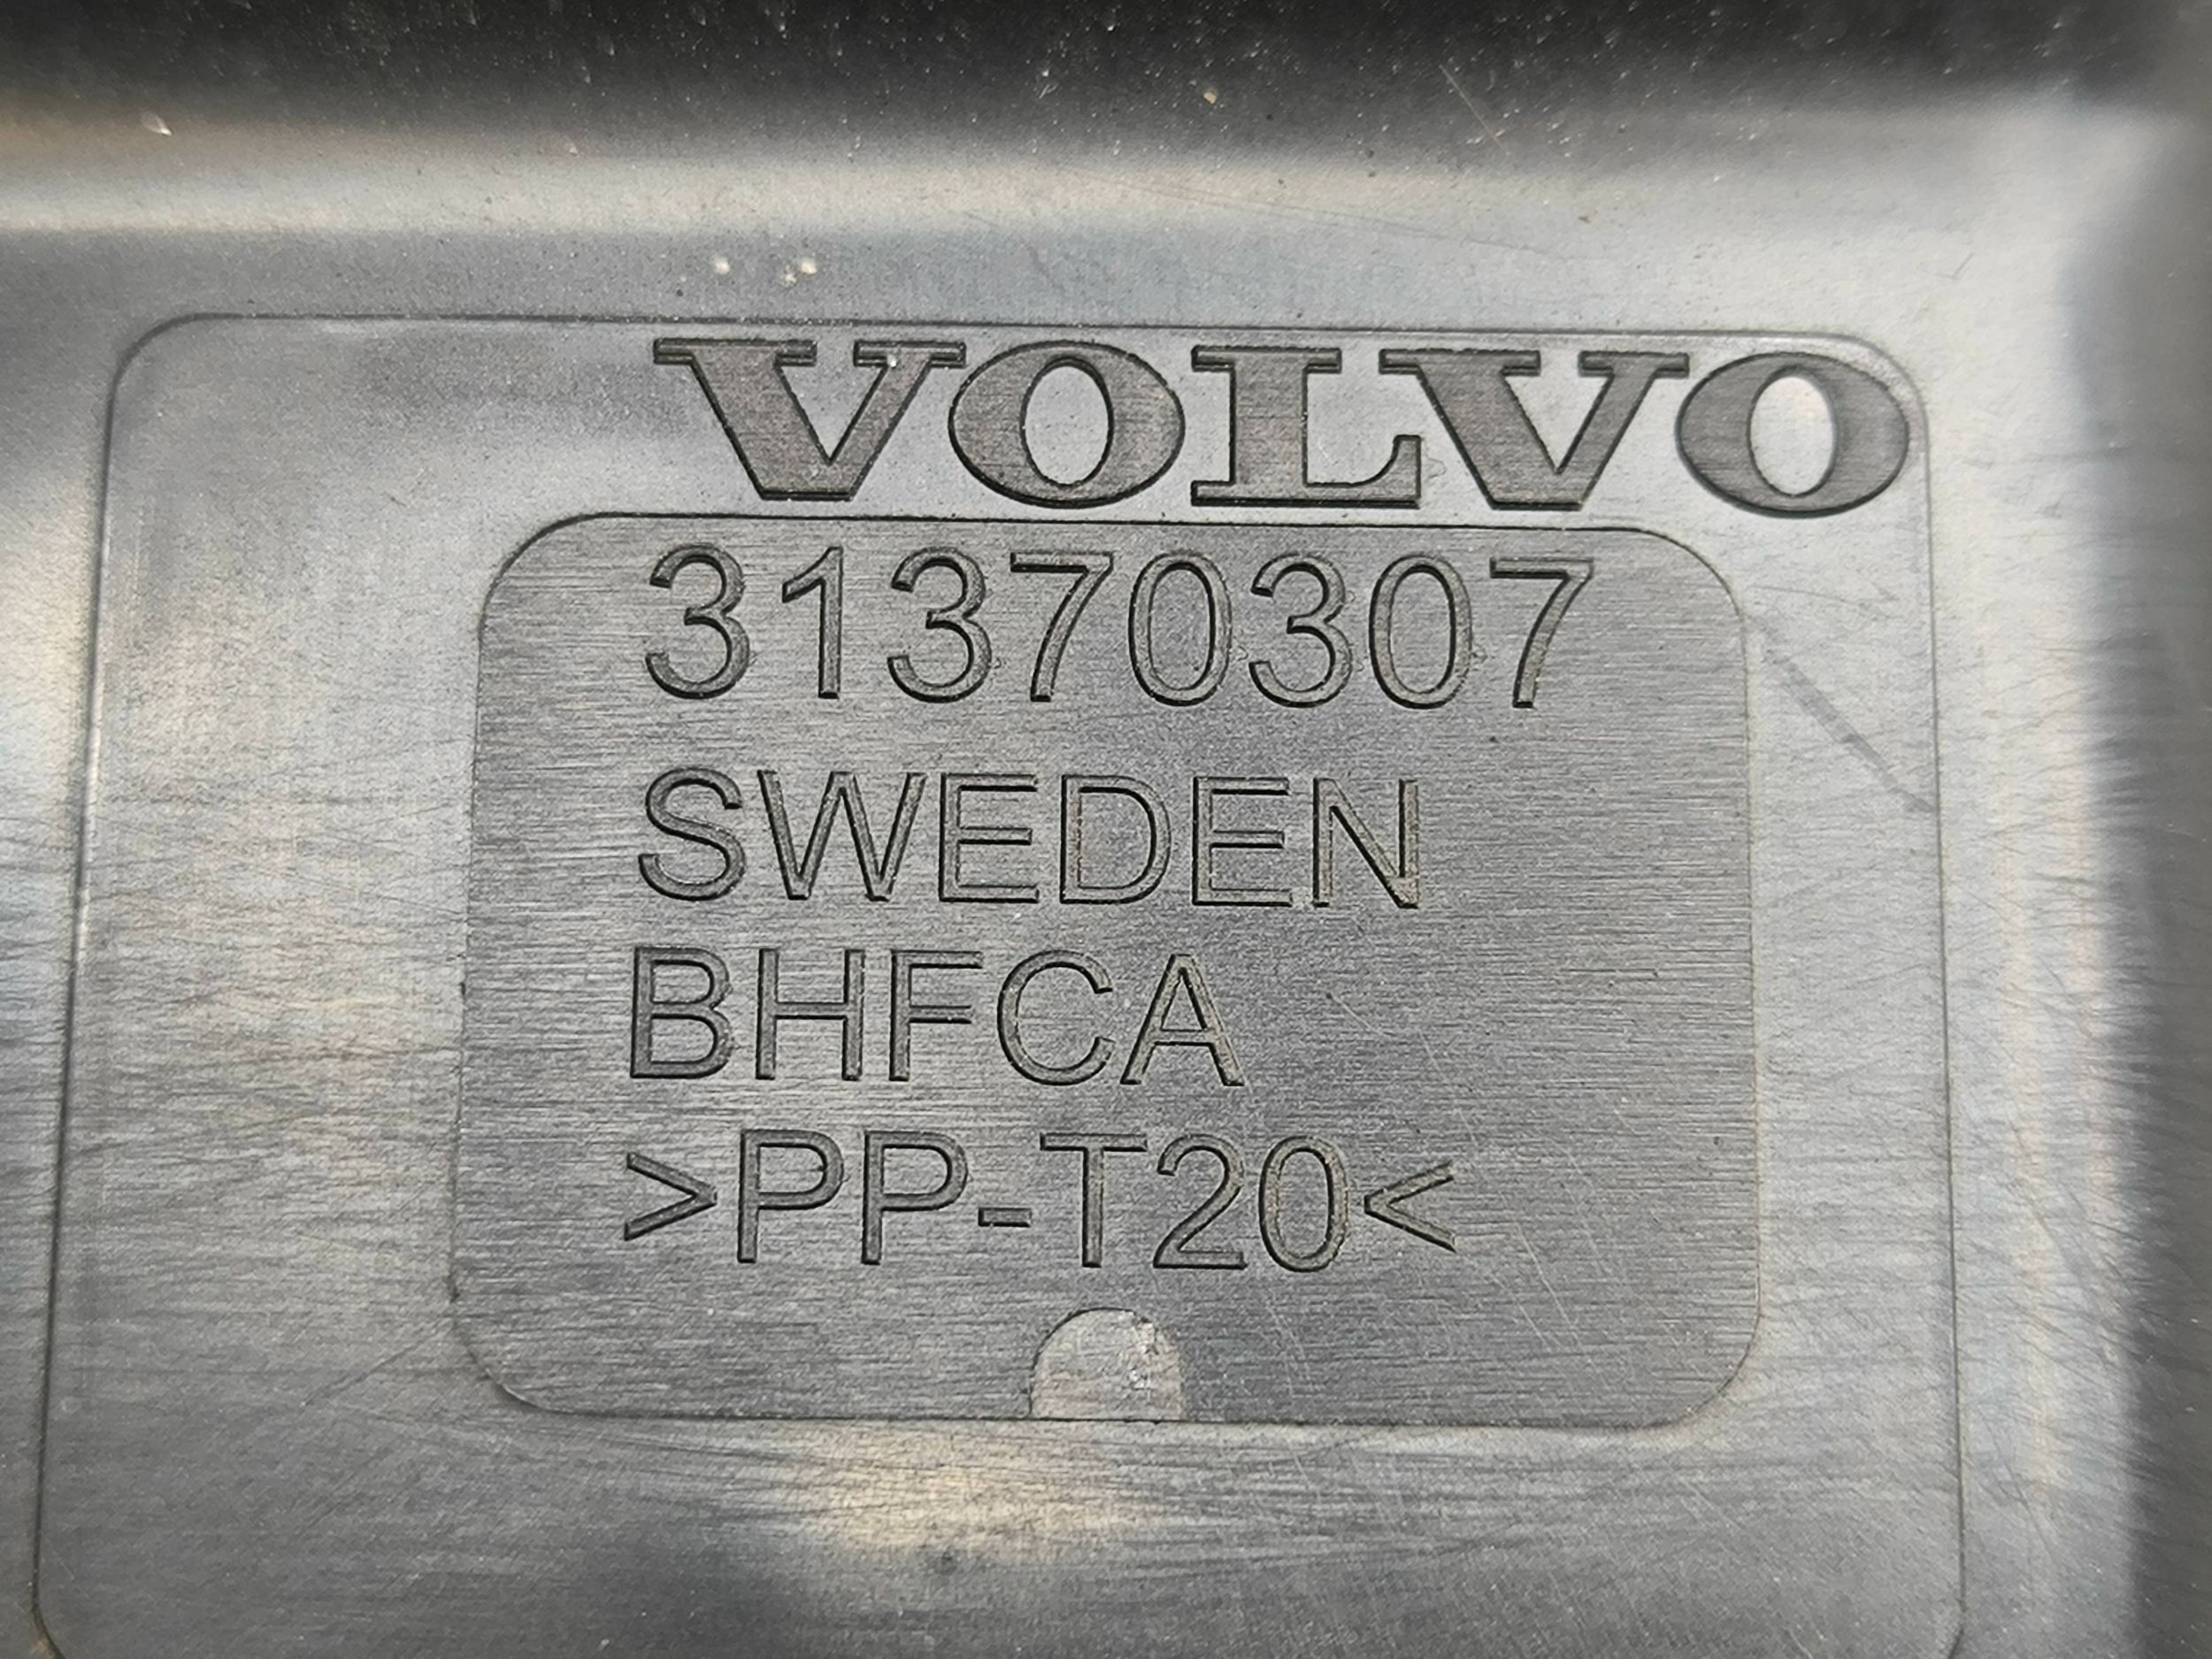 VOLVO
31370307
SWEDEN
BHFCA
>PP-T20<